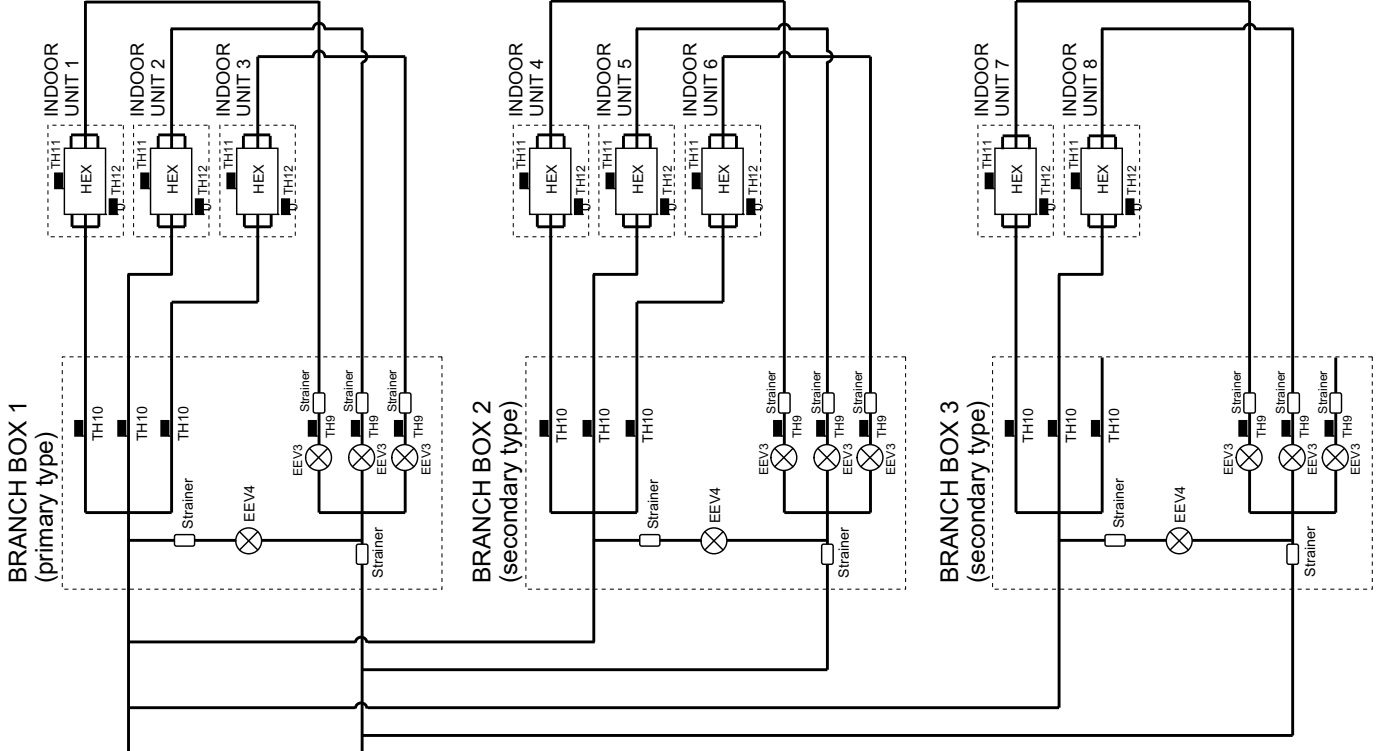 INDOOR
UNIT 1
TH11
HEX
TH12
INDOOR
UNIT 2
TH11
HEX
TH12
INDOOR
UNIT 3
TH11
HEX
TH12
INDOOR
UNIT 4
TH11
HEX
TH12
INDOOR
UNIT 5
TH11
HEX
TH12
INDOOR
UNIT 6
TH11
HEX
TH12
INDOOR
UNIT 7
TH11
HEX
TH12
INDOOR
UNIT 8
TH11
HEX
TH12
BRANCH BOX 1
(primary type)
TH10
TH10
TH10
Strainer
EEV4
Strainer
TH9
EEV3
Strainer
TH9
EEV3
Strainer
TH9
EEV3
Strainer
BRANCH BOX 2
(secondary type)
TH10
TH10
TH10
Strainer
EEV4
Strainer
TH9
EEV3
Strainer
TH9
EEV3
Strainer
TH9
EEV3
Strainer
BRANCH BOX 3
(secondary type)
TH10
TH10
TH10
Strainer
EEV4
Strainer
TH9
EEV3
Strainer
TH9
EEV3
Strainer
TH9
EEV3
Strainer